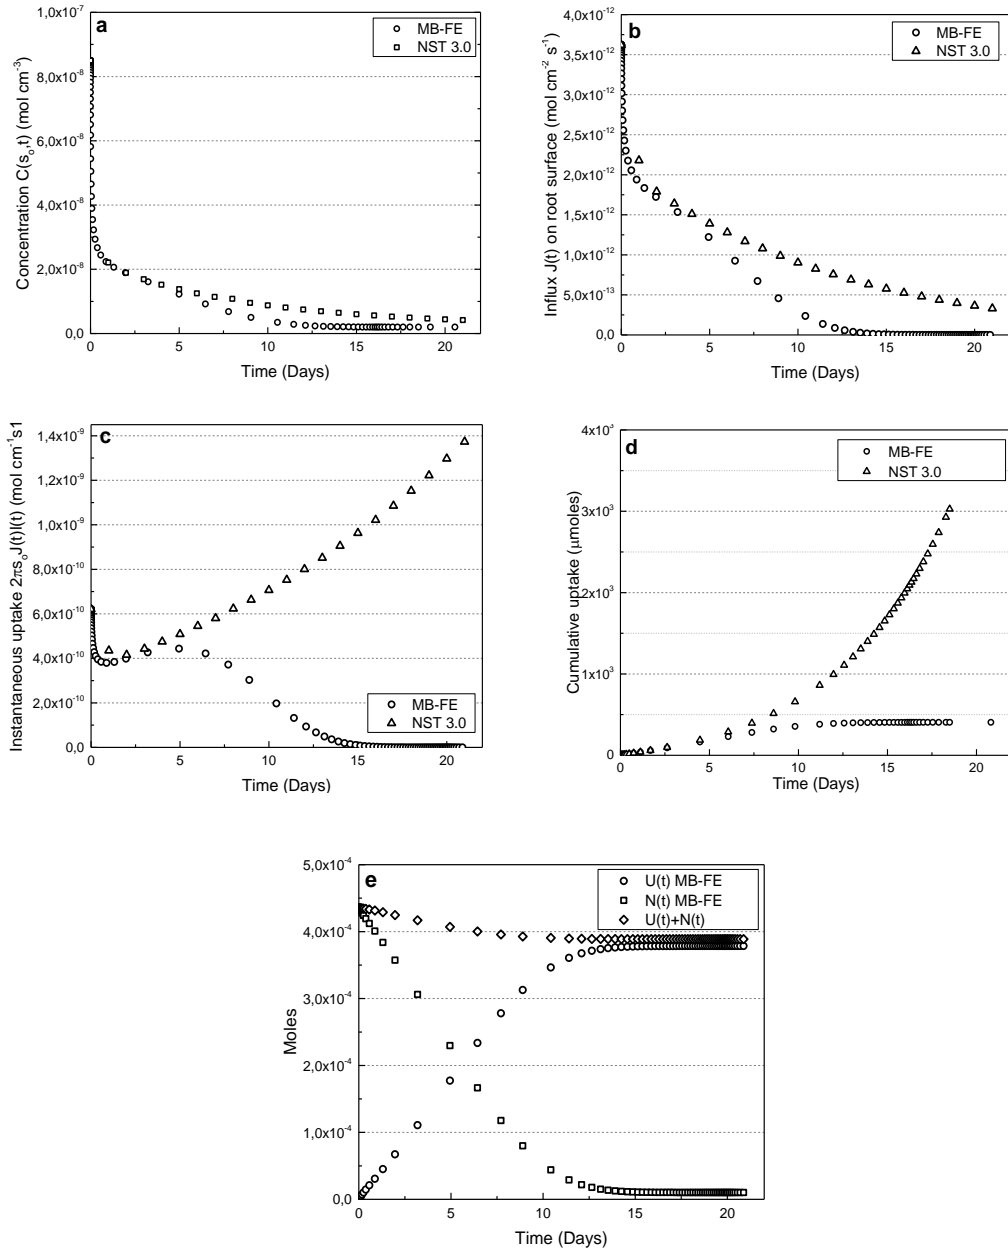 a
MB-FE
NST 3.0
1,0x10⁻⁷
8,0x10⁻⁸
6,0x10⁻⁸
4,0x10⁻⁸
2,0x10⁻⁸
0,0
Concentration C(sₒ,t) (mol cm⁻³)
0 5 10 15 20
Time (Days)
b
MB-FE
NST 3.0
4,0x10⁻¹²
3,5x10⁻¹²
3,0x10⁻¹²
2,5x10⁻¹²
2,0x10⁻¹²
1,5x10⁻¹²
1,0x10⁻¹²
5,0x10⁻¹³
0,0
Influx J(t) on root surface (mol cm⁻² s⁻¹)
0 5 10 15 20
Time (Days)
c
1,4x10⁻⁹
1,2x10⁻⁹
1,0x10⁻⁹
8,0x10⁻¹⁰
6,0x10⁻¹⁰
4,0x10⁻¹⁰
2,0x10⁻¹⁰
0,0
Instantaneous uptake 2πsₒJ(t)l(t) (mol cm⁻¹s1)
MB-FE
NST 3.0
0 5 10 15 20
Time (Days)
d
MB-FE
NST 3.0
4x10³
3x10³
2x10³
1x10³
0
Cumulative uptake (μmoles)
0 5 10 15 20
Time (Days)
e
U(t) MB-FE
N(t) MB-FE
U(t)+N(t)
5,0x10⁻⁴
4,0x10⁻⁴
3,0x10⁻⁴
2,0x10⁻⁴
1,0x10⁻⁴
0,0
Moles
0 5 10 15 20
Time (Days)